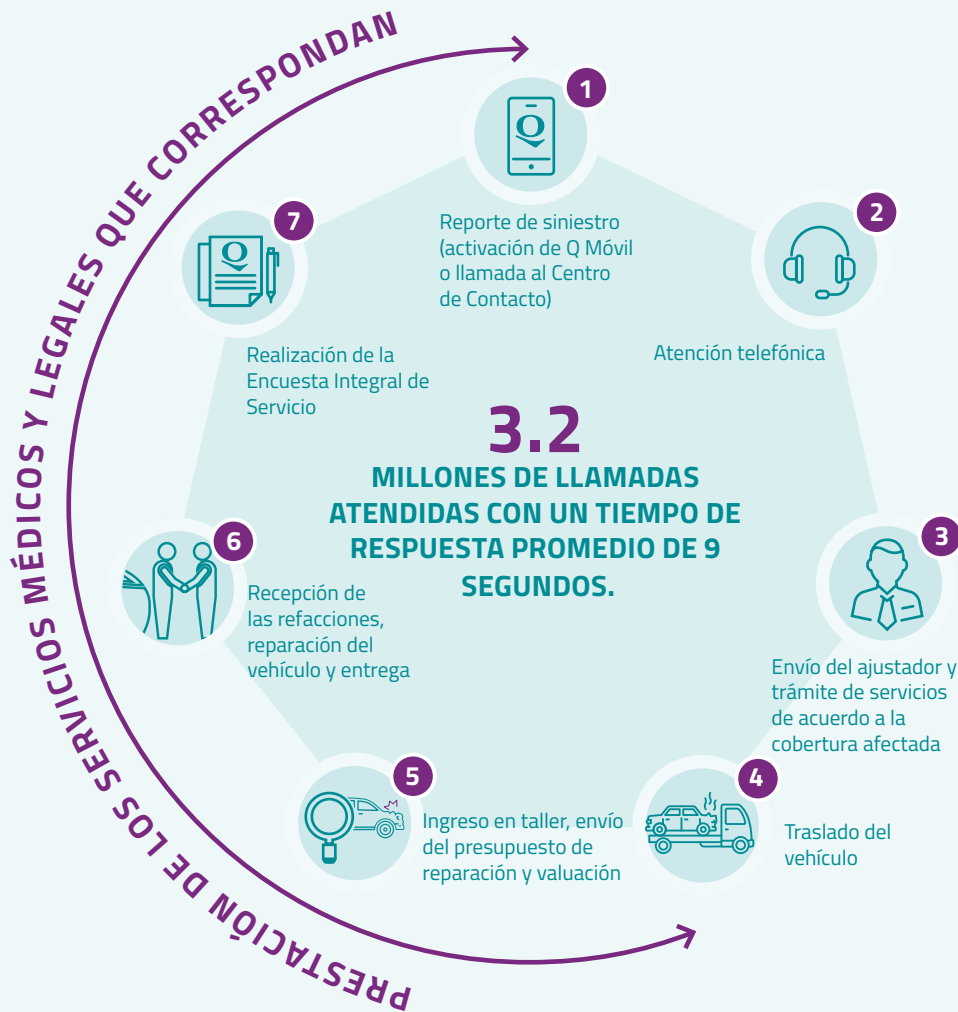 PRESTACIÓN DE LOS SERVICIOS MÉDICOS Y LEGALES QUE CORRESPONDAN
1
Q
Reporte de siniestro
(activación de Q Móvil
o llamada al Centro
de Contacto)
2
Atención telefónica
3
Envío del ajustador y
trámite de servicios
de acuerdo a la
cobertura afectada
4
Traslado del
vehículo
5
Ingreso en taller, envío
del presupuesto de
reparación y valuación
6
Recepción de
las refacciones,
reparación del
vehículo y entrega
7
Q
Realización de la
Encuesta Integral de
Servicio
3.2
MILLONES DE LLAMADAS
ATENDIDAS CON UN TIEMPO DE
RESPUESTA PROMEDIO DE 9
SEGUNDOS.